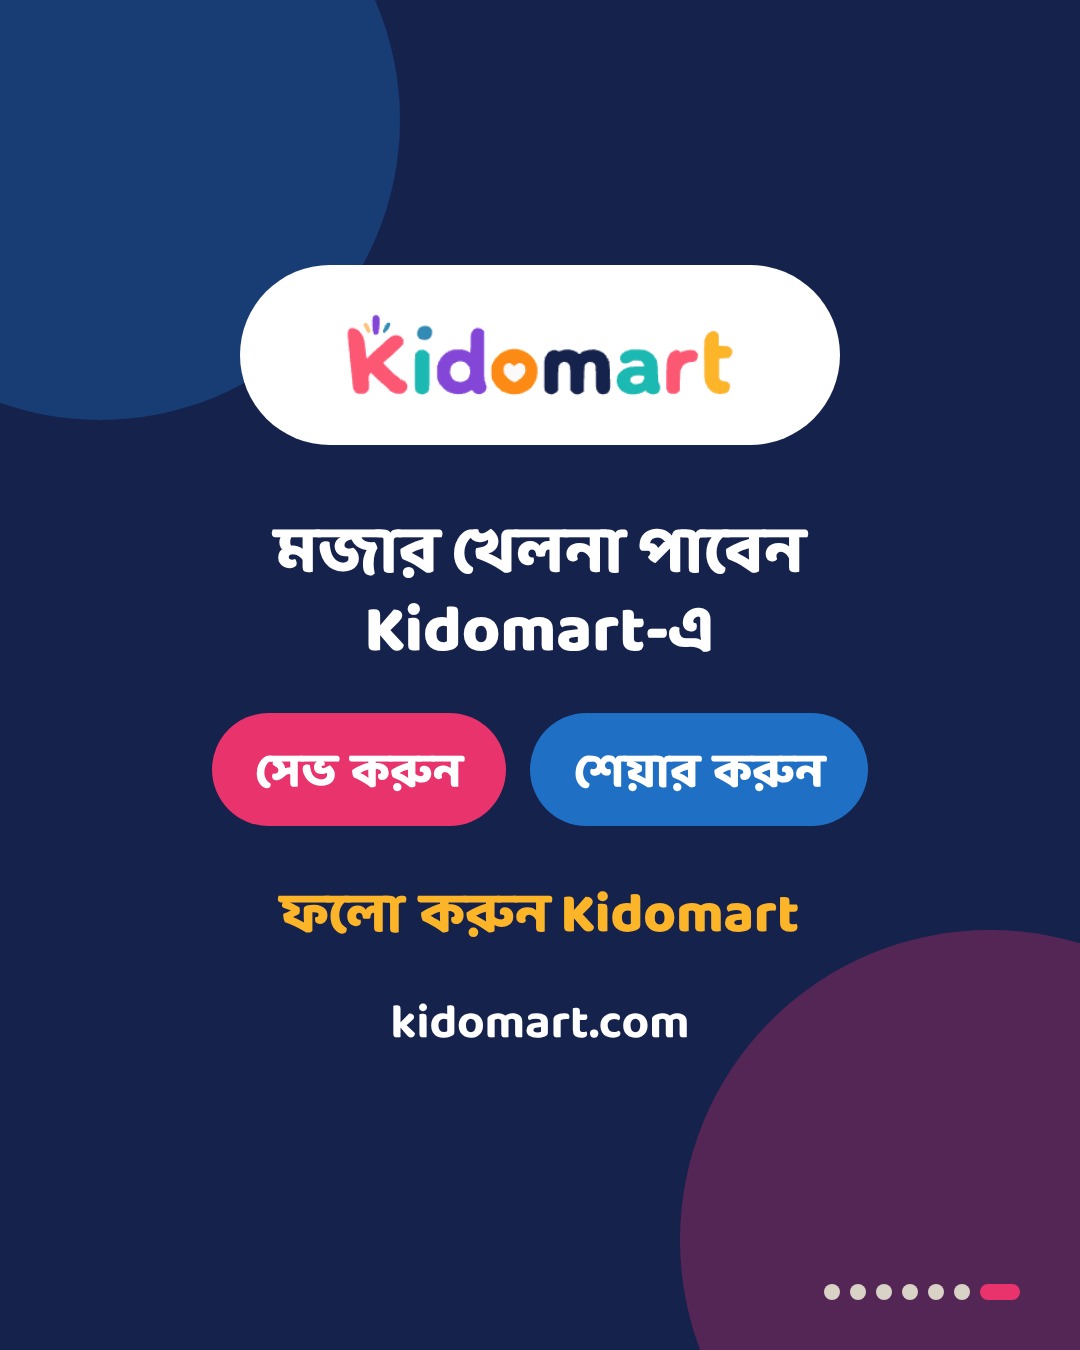 Kidomart
মজার খেলনা পাবেন
Kidomart-এ
সেভ করুন
শেয়ার করুন
ফলো করুন Kidomart
kidomart.com